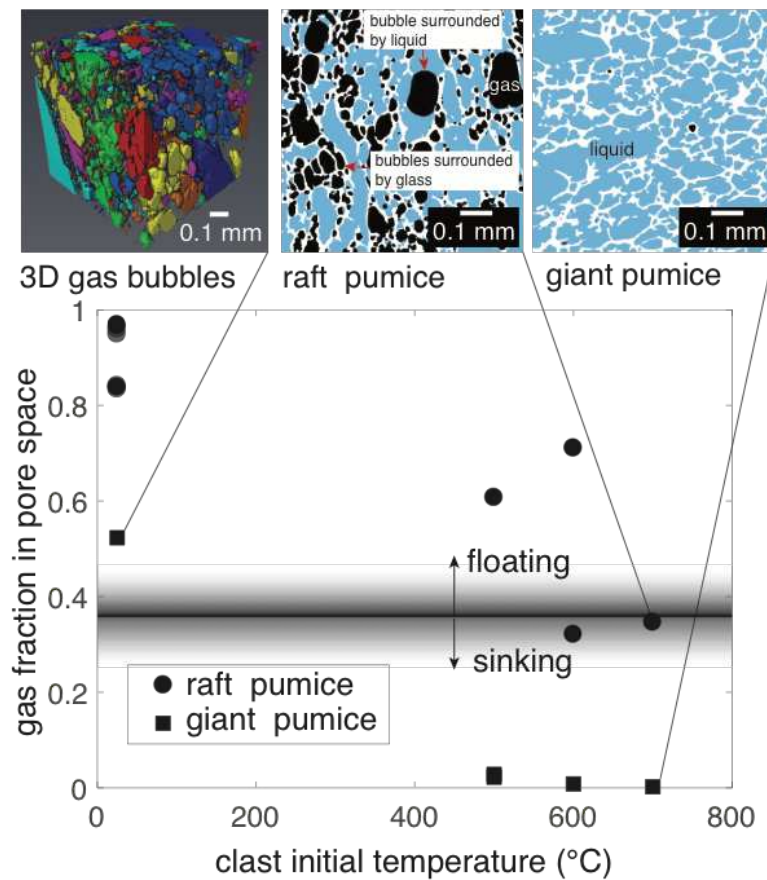 bubble surrounded
by liquid
gas
bubbles surrounded
by glass
liquid
0.1 mm
0.1 mm
0.1 mm
3D gas bubbles
raft pumice
giant pumice
1
0.8
0.6
0.4
0.2
0
gas fraction in pore space
floating
sinking
raft pumice
giant pumice
0
200
400
600
800
clast initial temperature (°C)